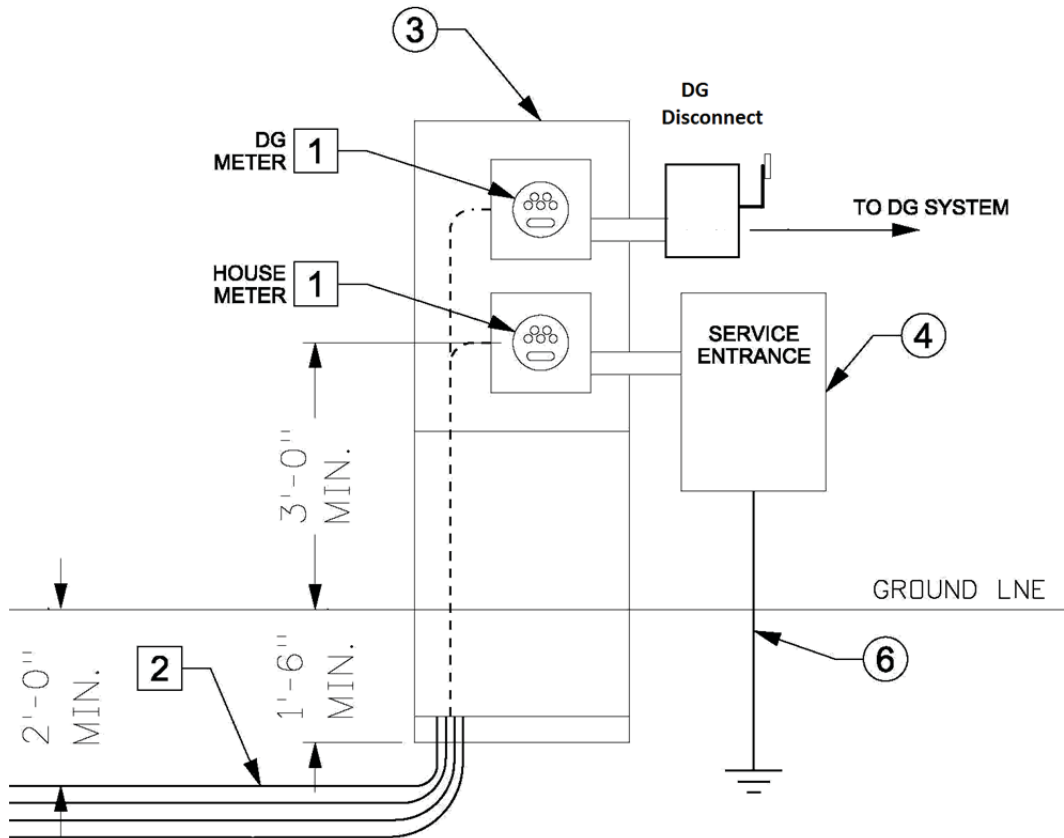 3
DG
Disconnect
DG
METER
1
TO DG SYSTEM
HOUSE
METER
1
SERVICE
ENTRANCE
4
3'-0"
MIN.
GROUND LNE
2'-0"
MIN.
2
1'-6"
MIN.
6